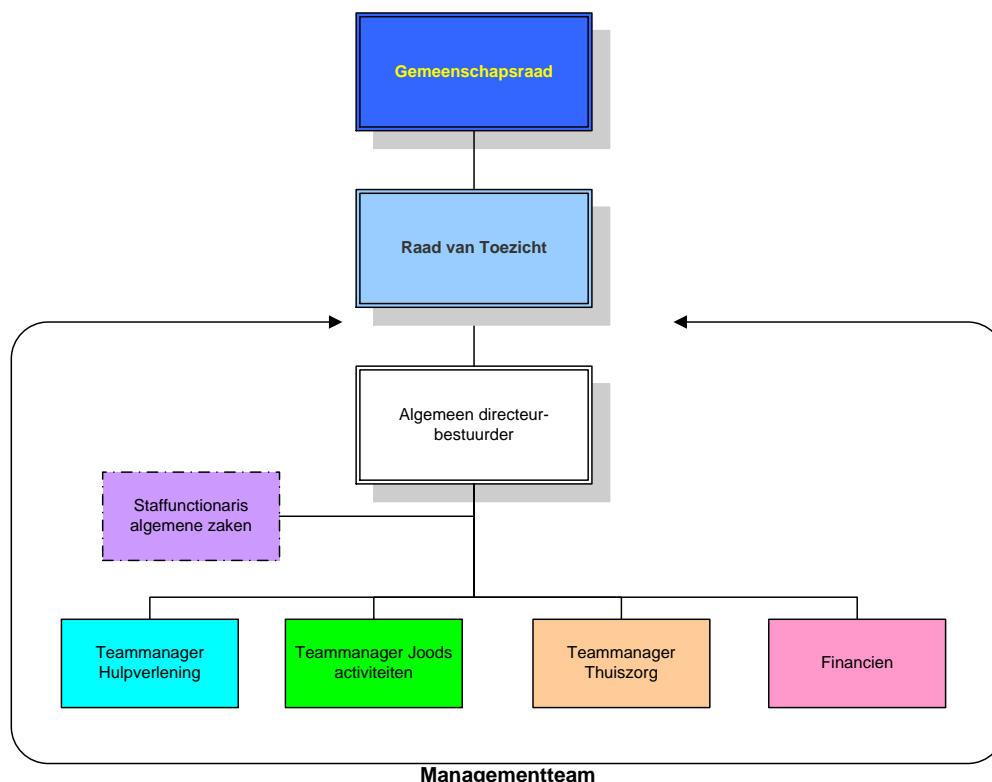 Gemeenschapsraad
Raad van Toezicht
Algemeen directeur-
bestuurder
Staffunctionaris
algemene zaken
Teammanager
Hulpverlening
Teammanager Joods
activiteiten
Teammanager
Thuiszorg
Financien
Managementteam